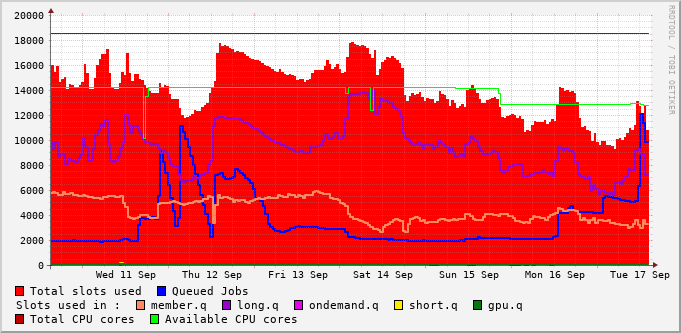 RRDTOOL / TOBI OETIKER
20000
18000
16000
14000
12000
10000
8000
6000
4000
2000
0
Wed 11 Sep Thu 12 Sep Fri 13 Sep Sat 14 Sep Sun 15 Sep Mon 16 Sep Tue 17 Sep
Total slots used Queued Jobs
Slots used in : member.q long.q ondemand.q short.q gpu.q
Total CPU cores Available CPU cores